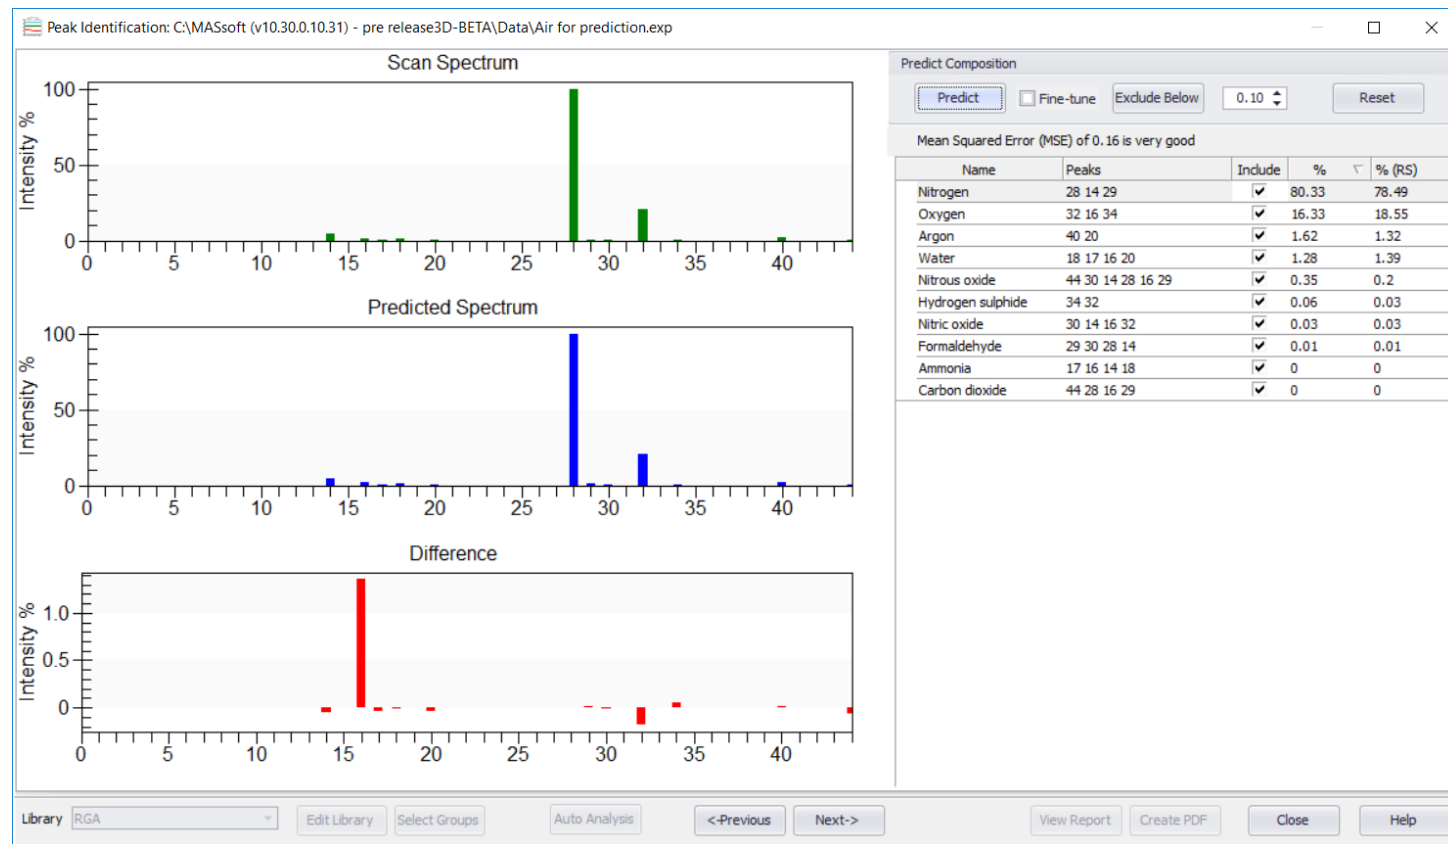 Peak Identification: C:\MASsoft (v10.30.0.10.31) - pre release3D-BETA\Data\Air for prediction.exp
Scan Spectrum
Intensity %
100
50
0
0 5 10 15 20 25 30 35 40
Predicted Spectrum
Intensity %
100
50
0
0 5 10 15 20 25 30 35 40
Difference
Intensity %
1.0
0.5
0
0 5 10 15 20 25 30 35 40
Predict Composition
Predict Fine-tune Exclude Below 0.10 Reset
Mean Squared Error (MSE) of 0.16 is very good
Name Peaks Include % % (RS)
Nitrogen 28 14 29 80.33 78.49
Oxygen 32 16 34 16.33 18.55
Argon 40 20 1.62 1.32
Water 18 17 16 20 1.28 1.39
Nitrous oxide 44 30 14 28 16 29 0.35 0.2
Hydrogen sulphide 34 32 0.06 0.03
Nitric oxide 30 14 16 32 0.03 0.03
Formaldehyde 29 30 28 14 0.01 0.01
Ammonia 17 16 14 18 0 0
Carbon dioxide 44 28 16 29 0 0
Library RGA Edit Library Select Groups Auto Analysis <-Previous Next-> View Report Create PDF Close Help